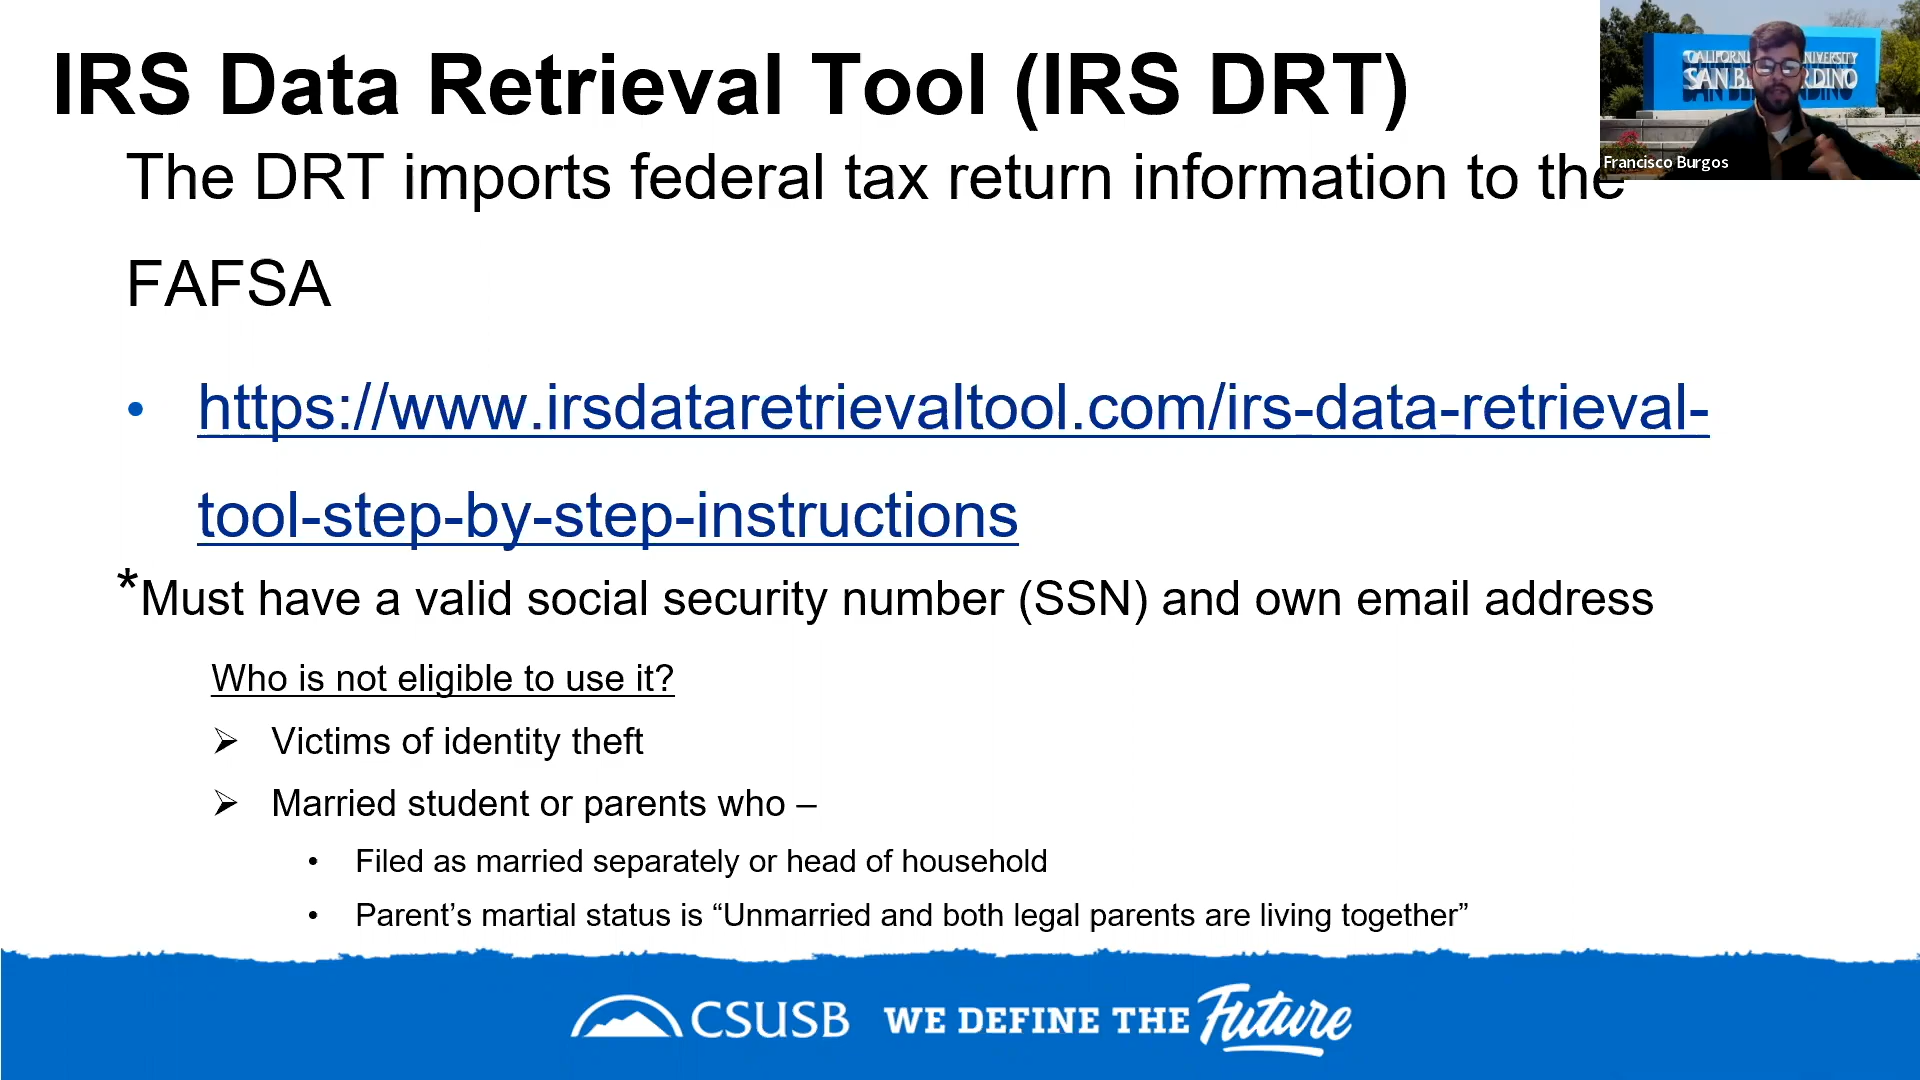 IRS Data Retrieval Tool (IRS DRT)
The DRT imports federal tax return information to the
FAFSA
• https://www.irsdataretrievaltool.com/irs-data-retrieval-
tool-step-by-step-instructions
*Must have a valid social security number (SSN) and own email address
Who is not eligible to use it?
➢ Victims of identity theft
➢ Married student or parents who –
• Filed as married separately or head of household
• Parent’s martial status is “Unmarried and both legal parents are living together”
CSUSB WE DEFINE THE Future
Francisco Burgos